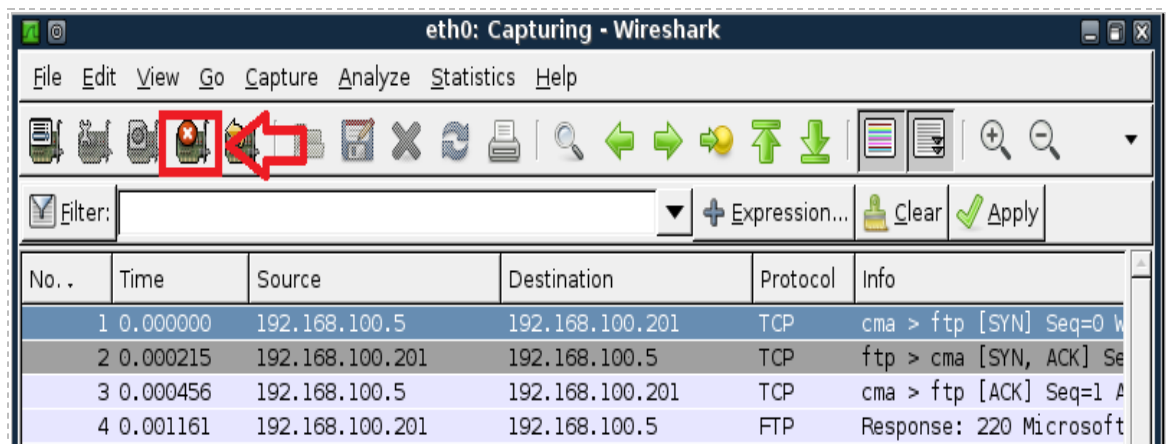 eth0: Capturing - Wireshark
File Edit View Go Capture Analyze Statistics Help
Filter: Expression... Clear Apply
No. . Time Source Destination Protocol Info
1 0.000000 192.168.100.5 192.168.100.201 TCP cma > ftp [SYN] Seq=0 W
2 0.000215 192.168.100.201 192.168.100.5 TCP ftp > cma [SYN, ACK] Se
3 0.000456 192.168.100.5 192.168.100.201 TCP cma > ftp [ACK] Seq=1 A
4 0.001161 192.168.100.201 192.168.100.5 FTP Response: 220 Microsoft